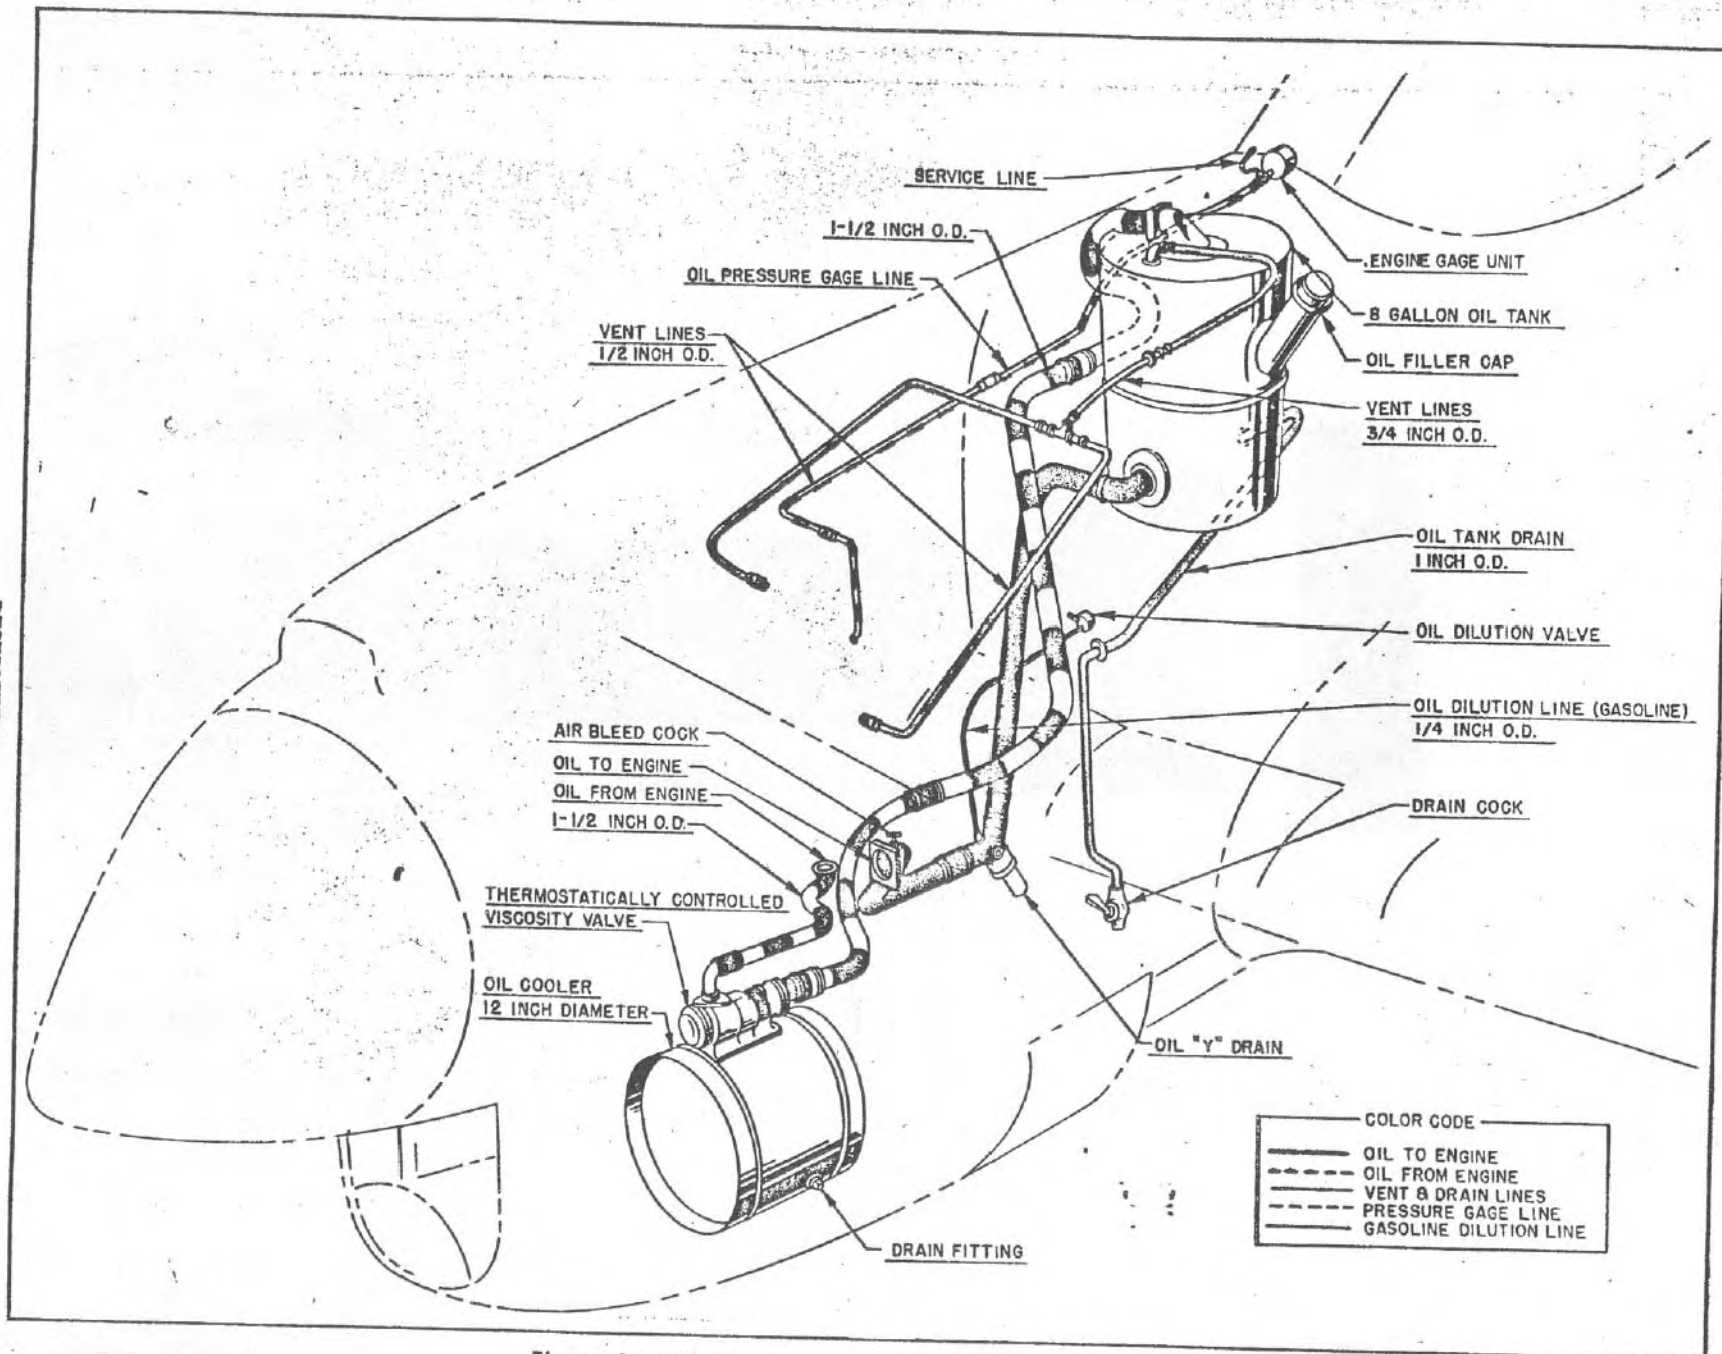 SERVICE LINE
1-1/2 INCH O.D.
ENGINE GAGE UNIT
OIL PRESSURE GAGE LINE
8 GALLON OIL TANK
VENT LINES
1/2 INCH O.D.
OIL FILLER CAP
VENT LINES
3/4 INCH O.D.
OIL TANK DRAIN
1 INCH O.D.
OIL DILUTION VALVE
OIL DILUTION LINE (GASOLINE)
1/4 INCH O.D.
AIR BLEED COCK
OIL TO ENGINE
OIL FROM ENGINE
1-1/2 INCH O.D.
DRAIN COCK
THERMOSTATICALLY CONTROLLED
VISCOSITY VALVE
OIL COOLER
12 INCH DIAMETER
OIL "Y" DRAIN
DRAIN FITTING
COLOR CODE
OIL TO ENGINE
OIL FROM ENGINE
VENT & DRAIN LINES
PRESSURE GAGE LINE
GASOLINE DILUTION LINE